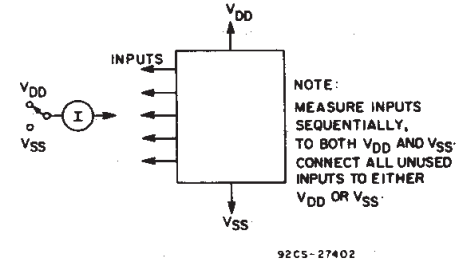 VDD
INPUTS
VDD
I
VSS
NOTE:
MEASURE INPUTS
SEQUENTIALLY,
TO BOTH VDD AND VSS.
CONNECT ALL UNUSED
INPUTS TO EITHER
VDD OR VSS.
VSS
92CS-27402